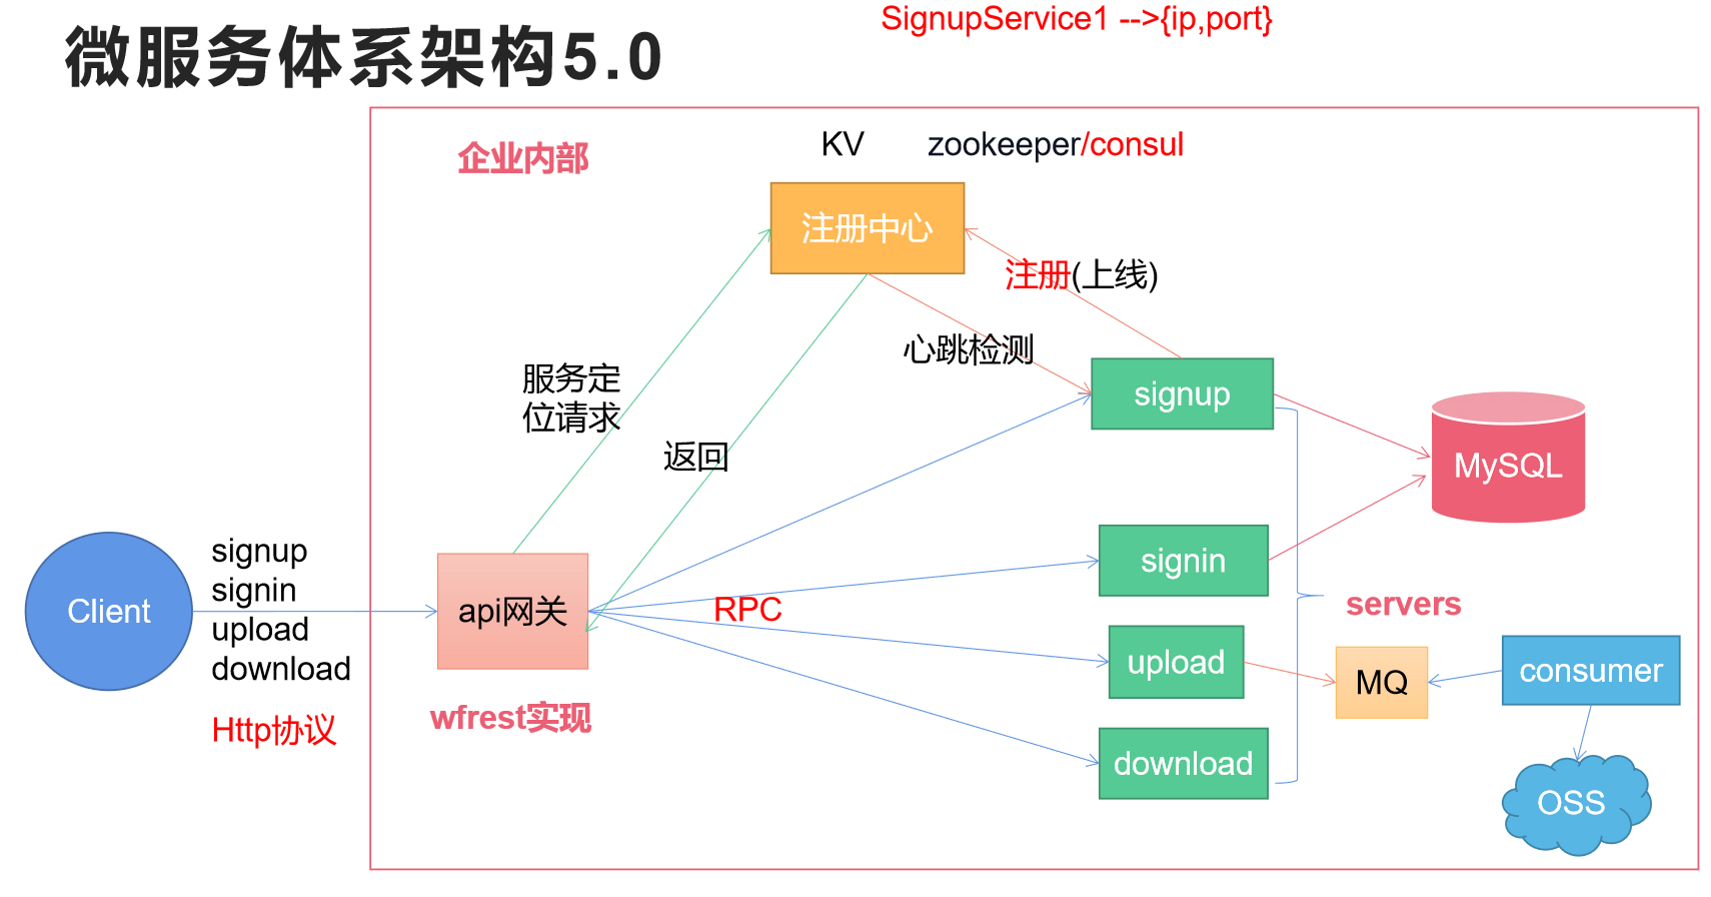 SignupService1 -->{ip,port}
微服务体系架构5.0
企业内部
KV
zookeeper/consul
注册中心
注册(上线)
心跳检测
服务定
位请求
返回
signup
MySQL
signup
signin
upload
download
Http协议
Client
api网关
wfrest实现
RPC
signin
servers
upload
MQ
consumer
download
OSS